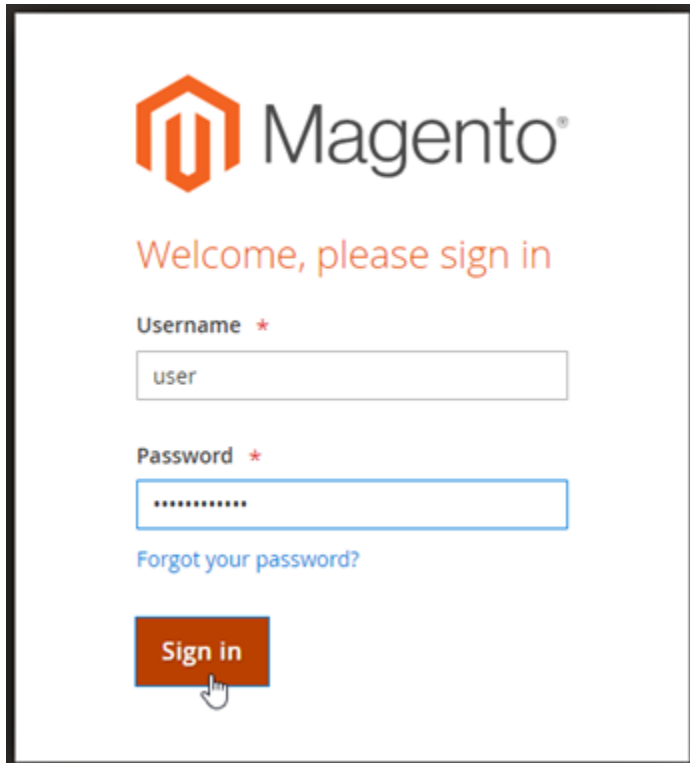 Magento®
Welcome, please sign in
Username *
user
Password *
••••••••••••
Forgot your password?
Sign in